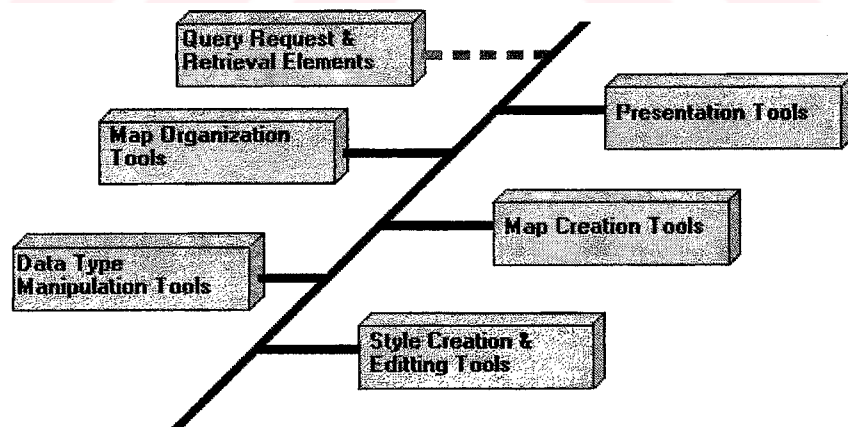 Query Request &
Retrieval Elements
Presentation Tools
Map Organization
Tools
Map Creation Tools
Data Type
Manipulation Tools
Style Creation &
Editting Tools